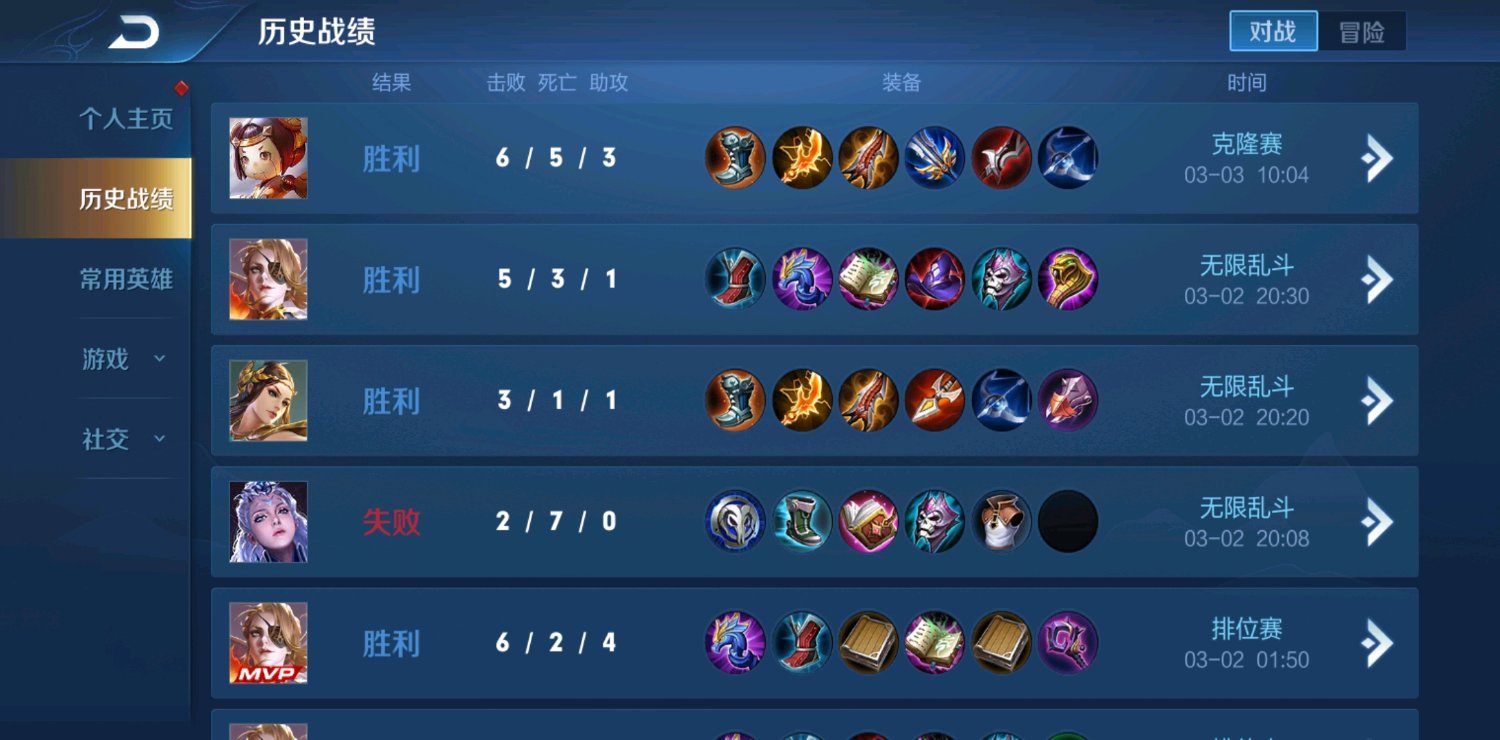 历史战绩
对战 冒险
结果 击败 死亡 助攻 装备 时间
个人主页
历史战绩
常用英雄
游戏
社交
胜利 6 / 5 / 3 克隆赛
03-03 10:04
胜利 5 / 3 / 1 无限乱斗
03-02 20:30
胜利 3 / 1 / 1 无限乱斗
03-02 20:20
失败 2 / 7 / 0 无限乱斗
03-02 20:08
MVP 胜利 6 / 2 / 4 排位赛
03-02 01:50